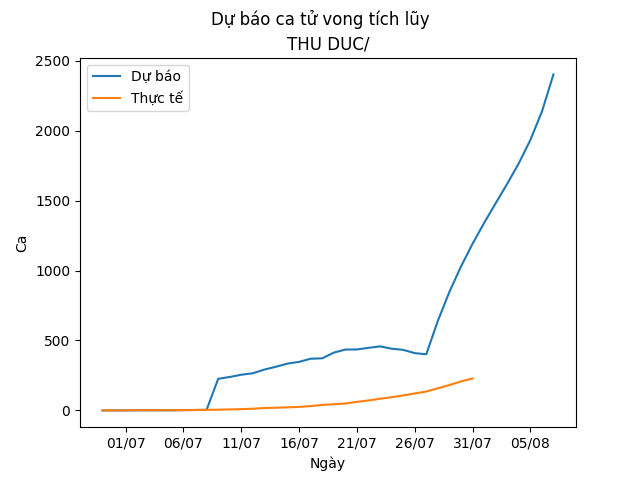 Dự báo ca tử vong tích lũy
THU DUC/
Dự báo
Thực tế
2500
2000
1500
1000
500
0
Ca
01/07 06/07 11/07 16/07 21/07 26/07 31/07 05/08
Ngày